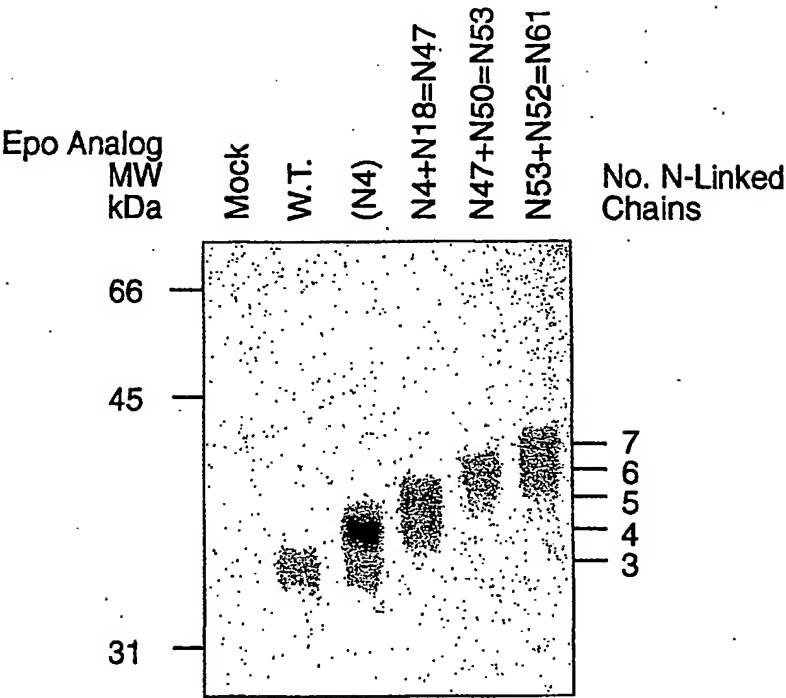 Epo Analog
MW
kDa
Mock
W.T.
(N4)
N4+N18=N47
N47+N50=N53
N53+N52=N61
No. N-Linked
Chains
66
45
31
7
6
5
4
3